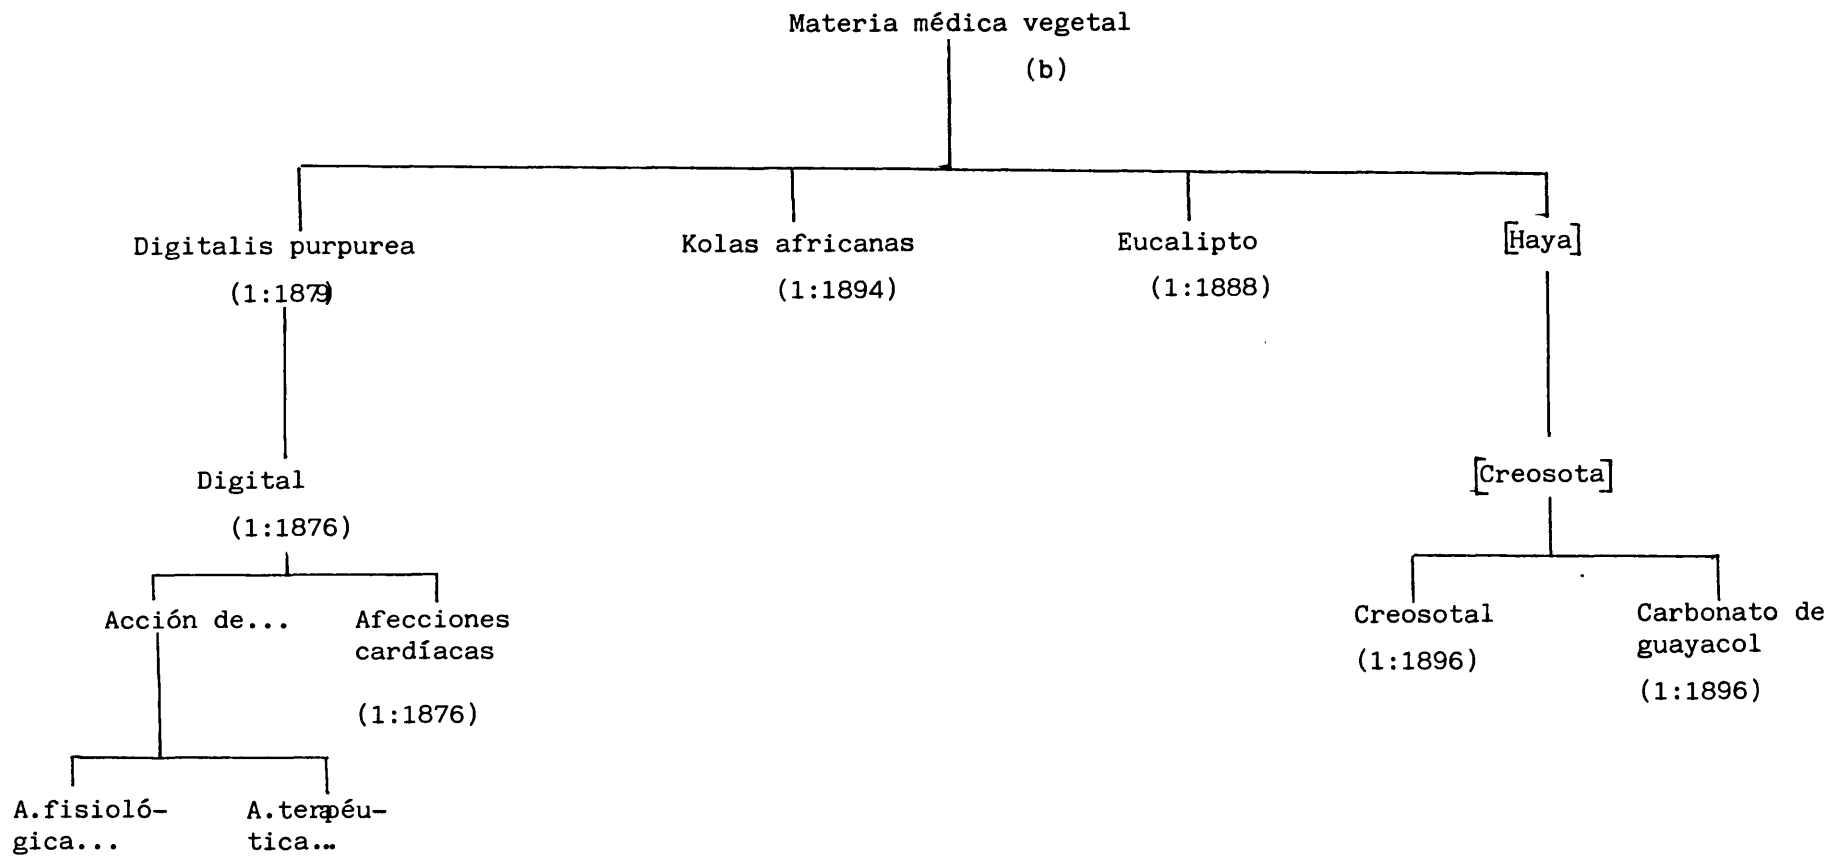 Materia médica vegetal
(b)
Digitalis purpurea
(1:1879)
Kolas africanas
(1:1894)
Eucalipto
(1:1888)
[Haya]
Digital
(1:1876)
[Creosota]
Acción de...
Afecciones
cardíacas
(1:1876)
Creosotal
(1:1896)
Carbonato de
guayacol
(1:1896)
A.fisioló-
gica...
A.terapéu-
tica...